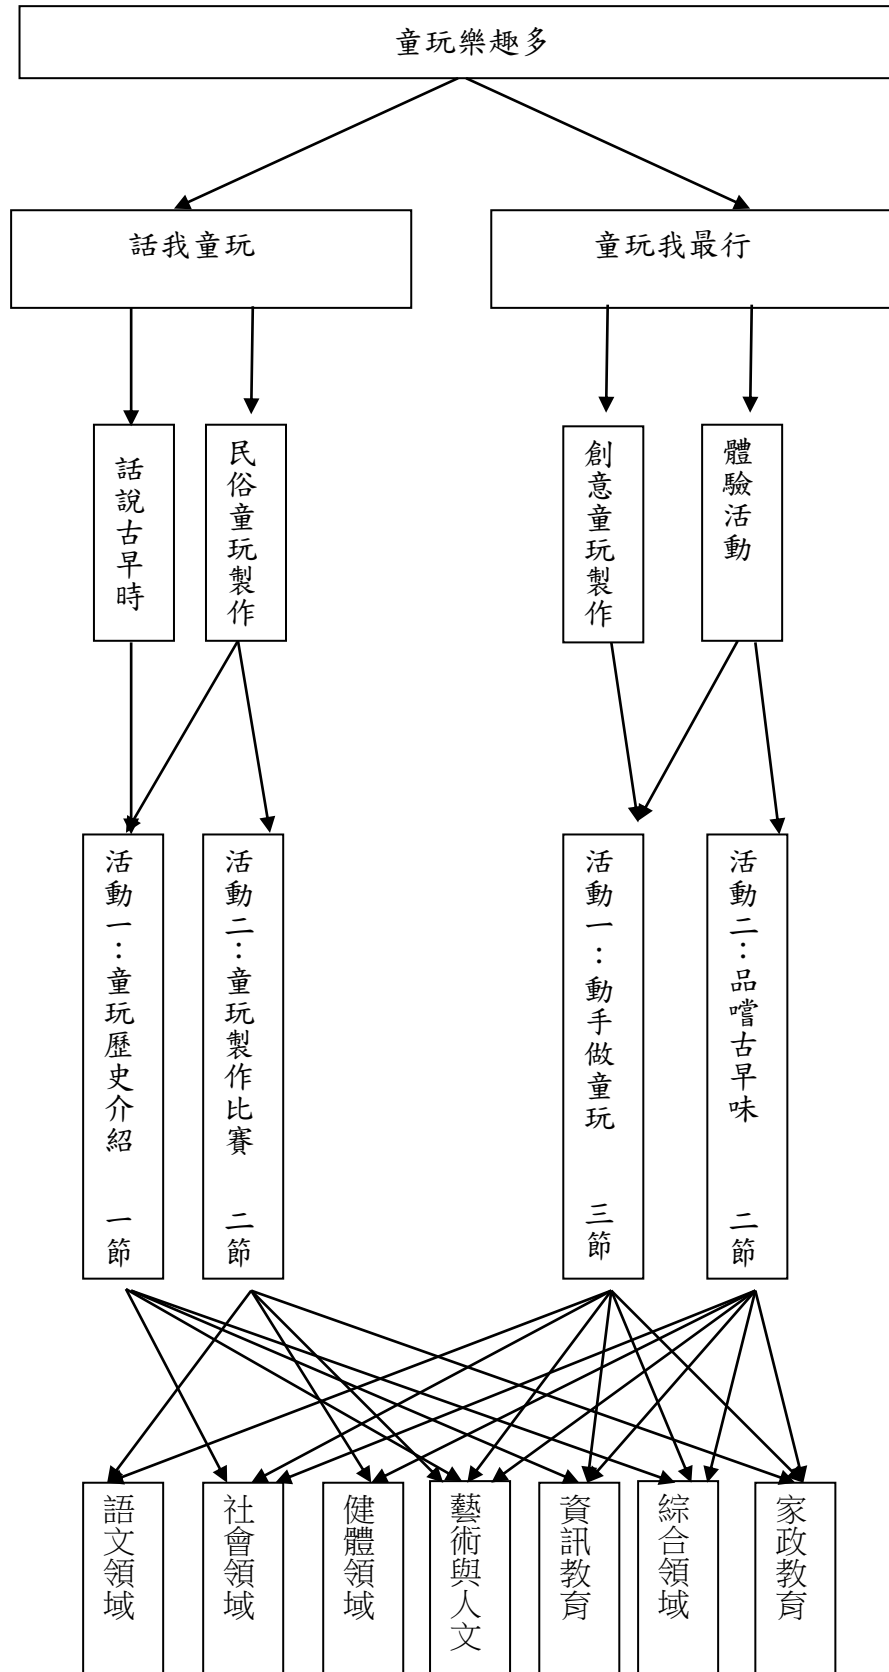 童玩樂趣多
話我童玩
童玩我最行
話說古早時
民俗童玩製作
創意童玩製作
體驗活動
活動一：童玩歷史介紹 一節
活動二：童玩製作比賽 二節
活動一：動手做童玩 三節
活動二：品嚐古早味 二節
語文領域
社會領域
健體領域
藝術與人文
資訊教育
綜合領域
家政教育